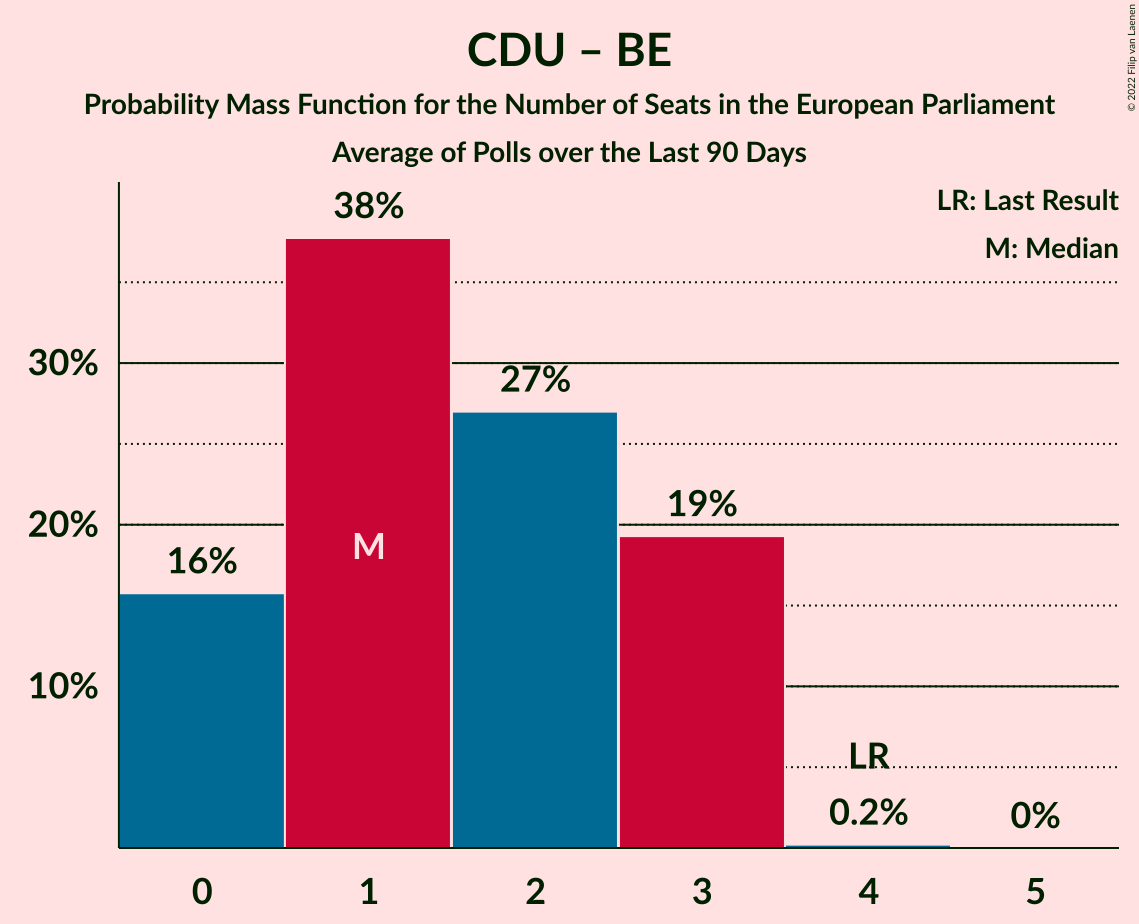 CDU – BE
Probability Mass Function for the Number of Seats in the European Parliament
Average of Polls over the Last 90 Days
© 2022 Filip van Laenen
LR: Last Result
M: Median
38%
30%
27%
20%
19%
16%
M
10%
LR
0.2%
0%
0 1 2 3 4 5